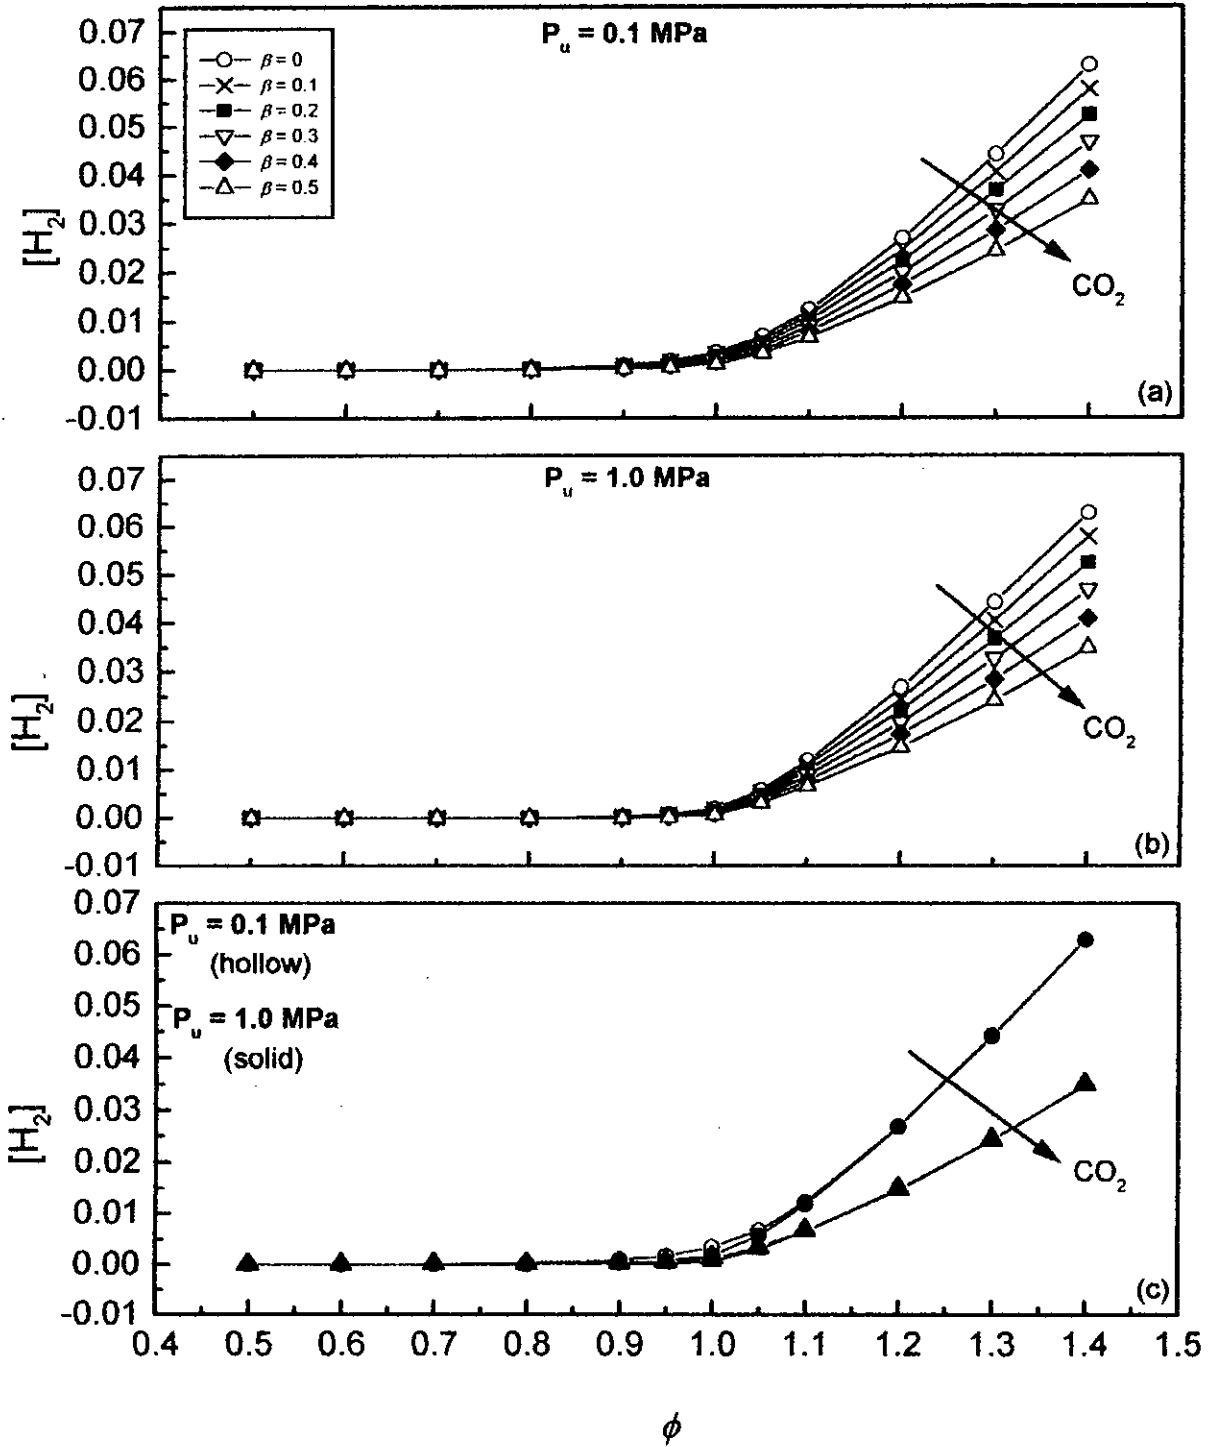 P_u = 0.1 MPa
β = 0
β = 0.1
β = 0.2
β = 0.3
β = 0.4
β = 0.5
0.07
0.06
0.05
0.04
0.03
0.02
0.01
0.00
-0.01
[H₂]
CO₂
(a)
P_u = 1.0 MPa
0.07
0.06
0.05
0.04
0.03
0.02
0.01
0.00
-0.01
[H₂]
CO₂
(b)
P_u = 0.1 MPa
(hollow)
P_u = 1.0 MPa
(solid)
0.07
0.06
0.05
0.04
0.03
0.02
0.01
0.00
-0.01
[H₂]
CO₂
(c)
0.4 0.5 0.6 0.7 0.8 0.9 1.0 1.1 1.2 1.3 1.4 1.5
ϕ